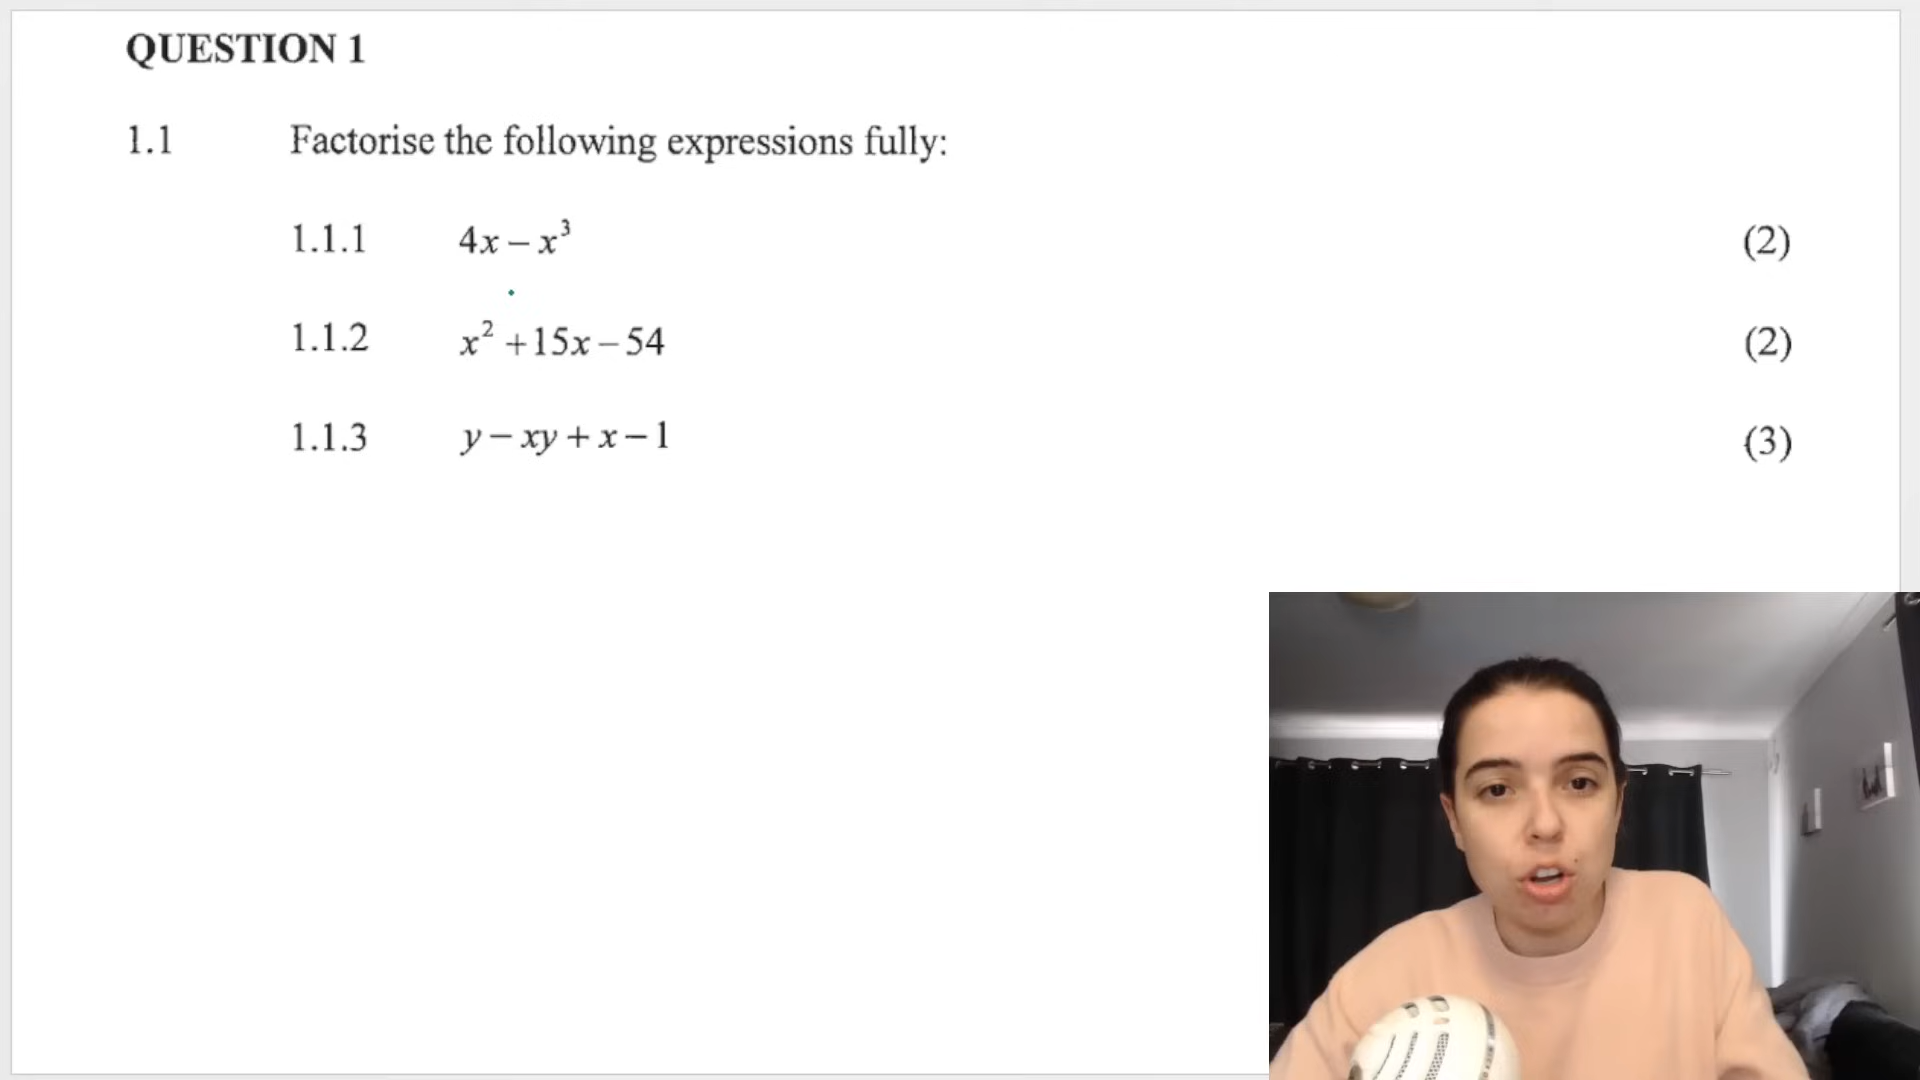 QUESTION 1
1.1 Factorise the following expressions fully:
1.1.1 4x − x³ (2)
1.1.2 x² + 15x − 54 (2)
1.1.3 y − xy + x − 1 (3)